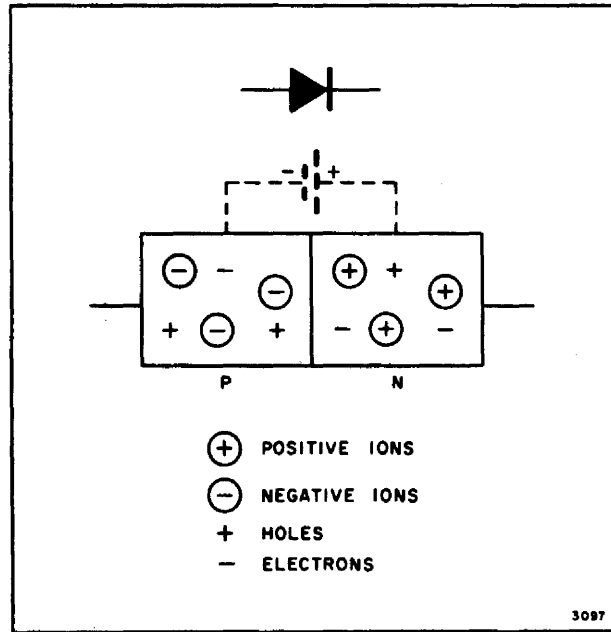 - +
- - - + + +
+ - + - + -
P N
+ POSITIVE IONS
- NEGATIVE IONS
+ HOLES
- ELECTRONS
3097